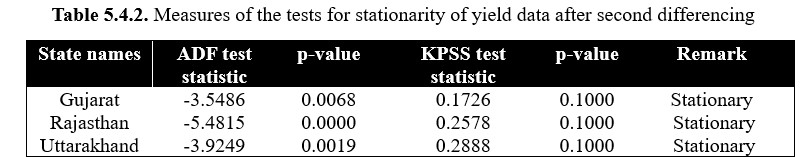 Table 5.4.2. Measures of the tests for stationarity of yield data after second differencing
State names ADF test statistic p-value KPSS test statistic p-value Remark
Gujarat -3.5486 0.0068 0.1726 0.1000 Stationary
Rajasthan -5.4815 0.0000 0.2578 0.1000 Stationary
Uttarakhand -3.9249 0.0019 0.2888 0.1000 Stationary